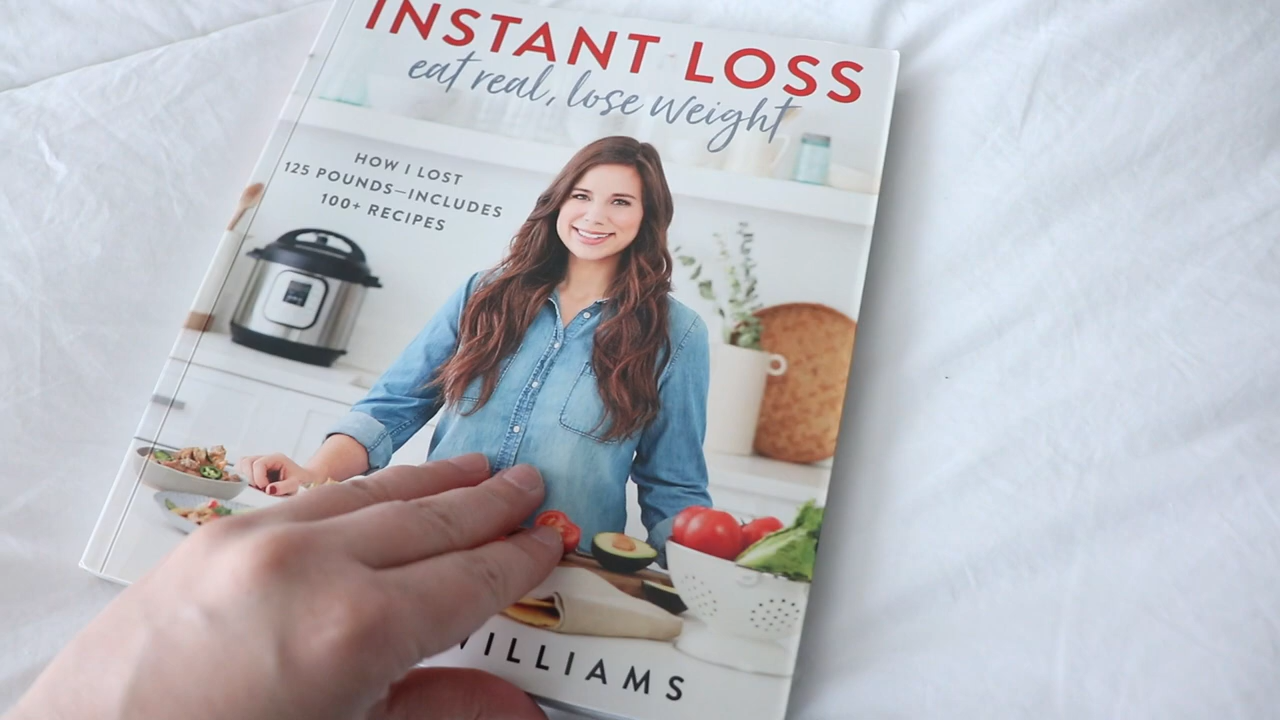 INSTANT LOSS
eat real, lose weight
HOW I LOST
125 POUNDS—INCLUDES
100+ RECIPES
WILLIAMS